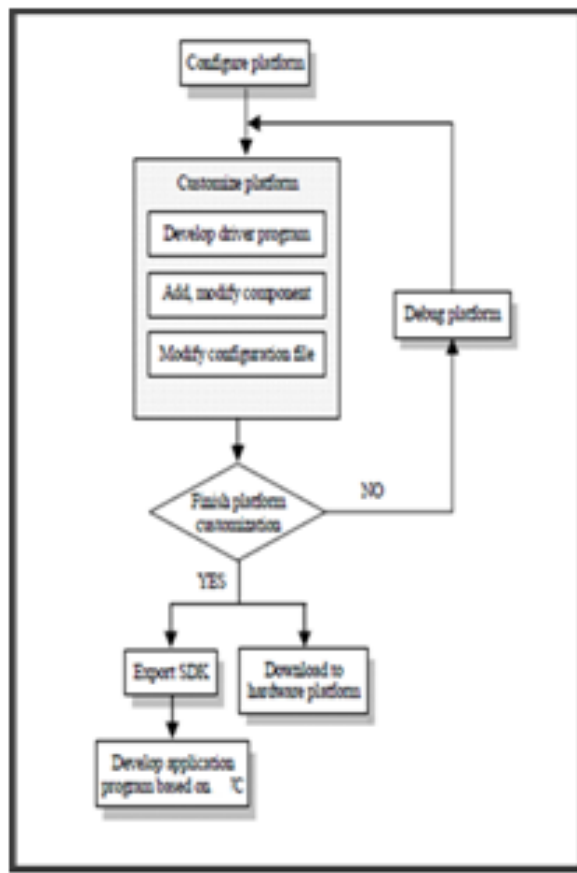 Configure platform
Customize platform
Develop driver program
Add, modify component
Debug platform
Modify configuration file
Finish platform
customization
NO
YES
Export SDK
Download to
hardware platform
Develop application
program based on ℃